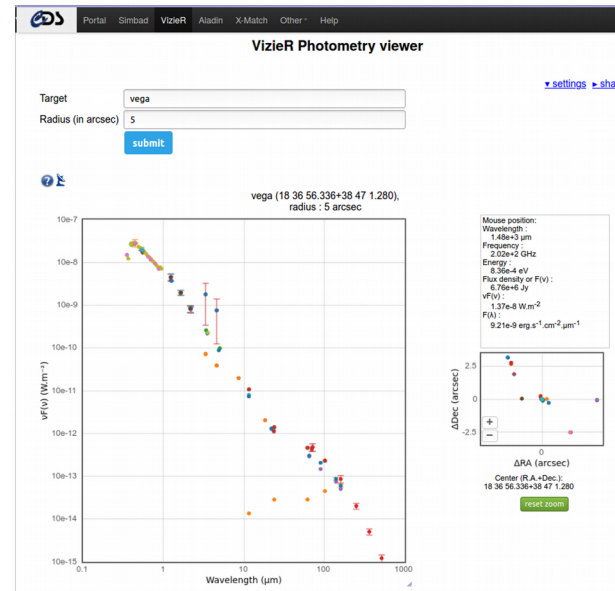 CDS Portal Simbad VizieR Aladin X-Match Other Help
VizieR Photometry viewer
▾ settings ▸ sha
Target vega
Radius (in arcsec) 5
submit
vega (18 36 56.336+38 47 1.280),
radius : 5 arcsec
10e-7
10e-8
10e-9
10e-10
10e-11
10e-12
10e-13
10e-14
10e-15
νF(ν) (W.m⁻²)
0.1 1 10 100 1000
Wavelength (μm)
Mouse position:
Wavelength :
1.48e+3 μm
Frequency :
2.02e+2 GHz
Energy :
8.36e-4 eV
Flux density or F(ν) :
6.76e+6 Jy
νF(ν) :
1.37e-8 W.m⁻²
F(λ) :
9.21e-9 erg.s⁻¹.cm⁻².μm⁻¹
2.5
0
-2.5
ΔDec (arcsec)
+
−
0
ΔRA (arcsec)
Center (R.A.+Dec.):
18 36 56.336+38 47 1.280
reset zoom